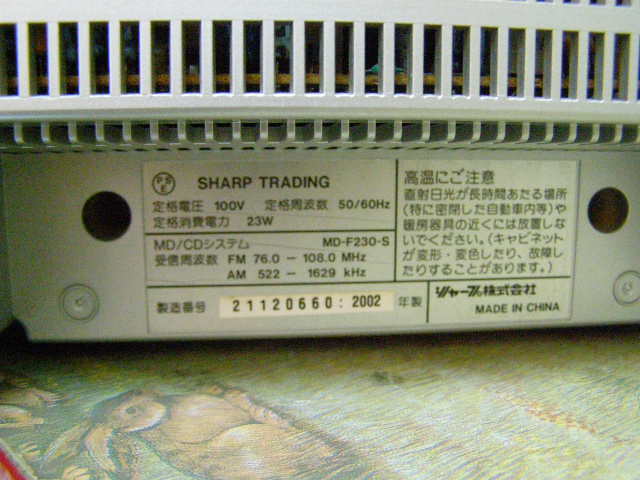 PSE
SHARP TRADING
定格電圧 100V 定格周波数 50/60Hz
定格消費電力 23W
MD/CDシステム MD-F230-S
受信周波数 FM 76.0 - 108.0 MHz
AM 522 - 1629 kHz
製造番号 21120660: 2002 年製
高温にご注意
直射日光が長時間あたる場所
(特に密閉した自動車内等)や
暖房器具の近くには放置しな
いでください。(キャビネット
が変形・変色したり、故障し
たりすることがあります。)
シャープ株式会社
MADE IN CHINA